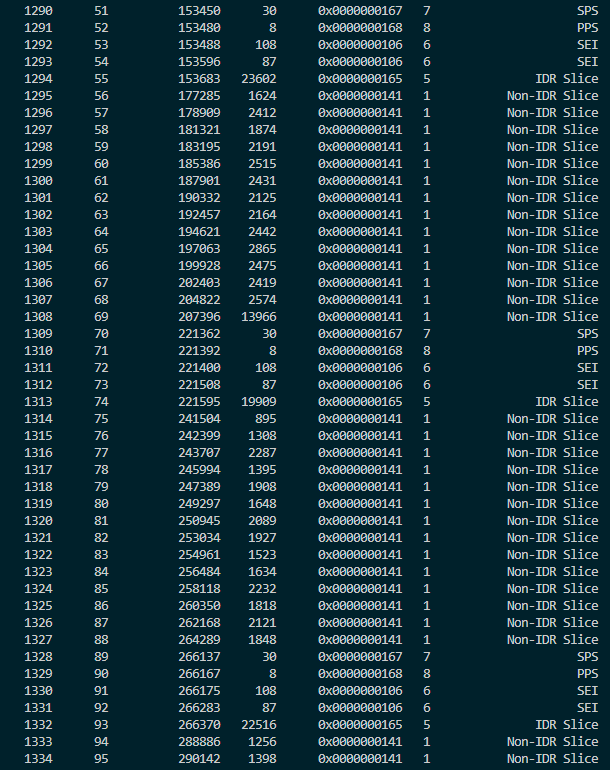 1290 51 153450 30 0x0000000167 7 SPS
1291 52 153480 8 0x0000000168 8 PPS
1292 53 153488 108 0x0000000106 6 SEI
1293 54 153596 87 0x0000000106 6 SEI
1294 55 153683 23602 0x0000000165 5 IDR Slice
1295 56 177285 1624 0x0000000141 1 Non-IDR Slice
1296 57 178909 2412 0x0000000141 1 Non-IDR Slice
1297 58 181321 1874 0x0000000141 1 Non-IDR Slice
1298 59 183195 2191 0x0000000141 1 Non-IDR Slice
1299 60 185386 2515 0x0000000141 1 Non-IDR Slice
1300 61 187901 2431 0x0000000141 1 Non-IDR Slice
1301 62 190332 2125 0x0000000141 1 Non-IDR Slice
1302 63 192457 2164 0x0000000141 1 Non-IDR Slice
1303 64 194621 2442 0x0000000141 1 Non-IDR Slice
1304 65 197063 2865 0x0000000141 1 Non-IDR Slice
1305 66 199928 2475 0x0000000141 1 Non-IDR Slice
1306 67 202403 2419 0x0000000141 1 Non-IDR Slice
1307 68 204822 2574 0x0000000141 1 Non-IDR Slice
1308 69 207396 13966 0x0000000141 1 Non-IDR Slice
1309 70 221362 30 0x0000000167 7 SPS
1310 71 221392 8 0x0000000168 8 PPS
1311 72 221400 108 0x0000000106 6 SEI
1312 73 221508 87 0x0000000106 6 SEI
1313 74 221595 19909 0x0000000165 5 IDR Slice
1314 75 241504 895 0x0000000141 1 Non-IDR Slice
1315 76 242399 1308 0x0000000141 1 Non-IDR Slice
1316 77 243707 2287 0x0000000141 1 Non-IDR Slice
1317 78 245994 1395 0x0000000141 1 Non-IDR Slice
1318 79 247389 1908 0x0000000141 1 Non-IDR Slice
1319 80 249297 1648 0x0000000141 1 Non-IDR Slice
1320 81 250945 2089 0x0000000141 1 Non-IDR Slice
1321 82 253034 1927 0x0000000141 1 Non-IDR Slice
1322 83 254961 1523 0x0000000141 1 Non-IDR Slice
1323 84 256484 1634 0x0000000141 1 Non-IDR Slice
1324 85 258118 2232 0x0000000141 1 Non-IDR Slice
1325 86 260350 1818 0x0000000141 1 Non-IDR Slice
1326 87 262168 2121 0x0000000141 1 Non-IDR Slice
1327 88 264289 1848 0x0000000141 1 Non-IDR Slice
1328 89 266137 30 0x0000000167 7 SPS
1329 90 266167 8 0x0000000168 8 PPS
1330 91 266175 108 0x0000000106 6 SEI
1331 92 266283 87 0x0000000106 6 SEI
1332 93 266370 22516 0x0000000165 5 IDR Slice
1333 94 288886 1256 0x0000000141 1 Non-IDR Slice
1334 95 290142 1398 0x0000000141 1 Non-IDR Slice